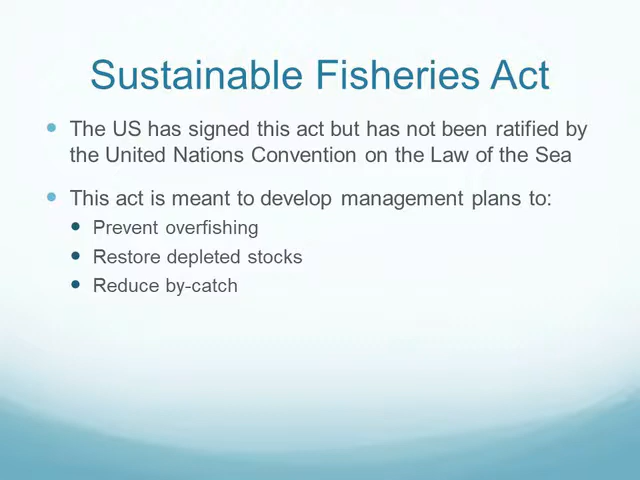 Sustainable Fisheries Act
The US has signed this act but has not been ratified by
the United Nations Convention on the Law of the Sea
This act is meant to develop management plans to:
Prevent overfishing
Restore depleted stocks
Reduce by-catch